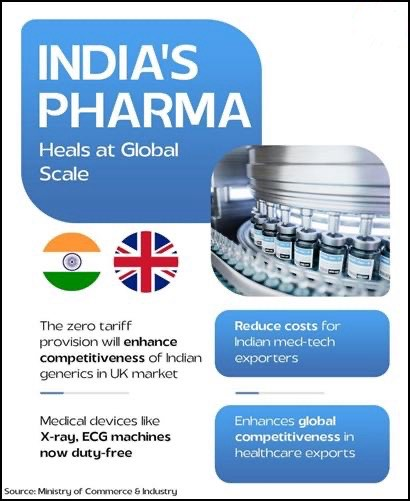 INDIA'S
PHARMA
Heals at Global
Scale
The zero tariff
provision will enhance
competitiveness of Indian
generics in UK market
Reduce costs for
Indian med-tech
exporters
Medical devices like
X-ray, ECG machines
now duty-free
Enhances global
competitiveness in
healthcare exports
Source: Ministry of Commerce & Industry